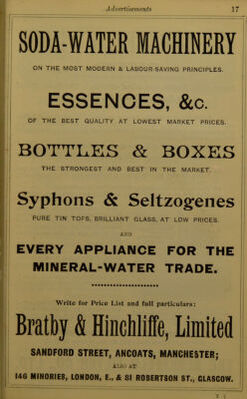 Advertisements 17
SODA-WATER MACHINERY
ON THE MOST MODERN & LABOUR-SAVING PRINCIPLES.
ESSENCES, &c.
OF THE BEST QUALITY AT LOWEST MARKET PRICES.
BOTTLES & BOXES
THE STRONGEST AND BEST IN THE MARKET.
Syphons & Seltzogenes
PURE TIN TOPS, BRILLIANT GLASS, AT LOW PRICES.
AND
EVERY APPLIANCE FOR THE
MINERAL-WATER TRADE.
Write for Price List and full particulars:
Bratby & Hinchliffe, Limited
SANDFORD STREET, ANCOATS, MANCHESTER;
ALSO AT
146 MINORIES, LONDON, E., & 81 ROBERTSON ST., GLASGOW.